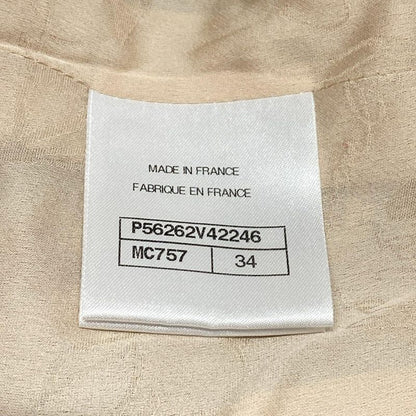 MADE IN FRANCE
FABRIQUE EN FRANCE
P56262V42246
MC757 34